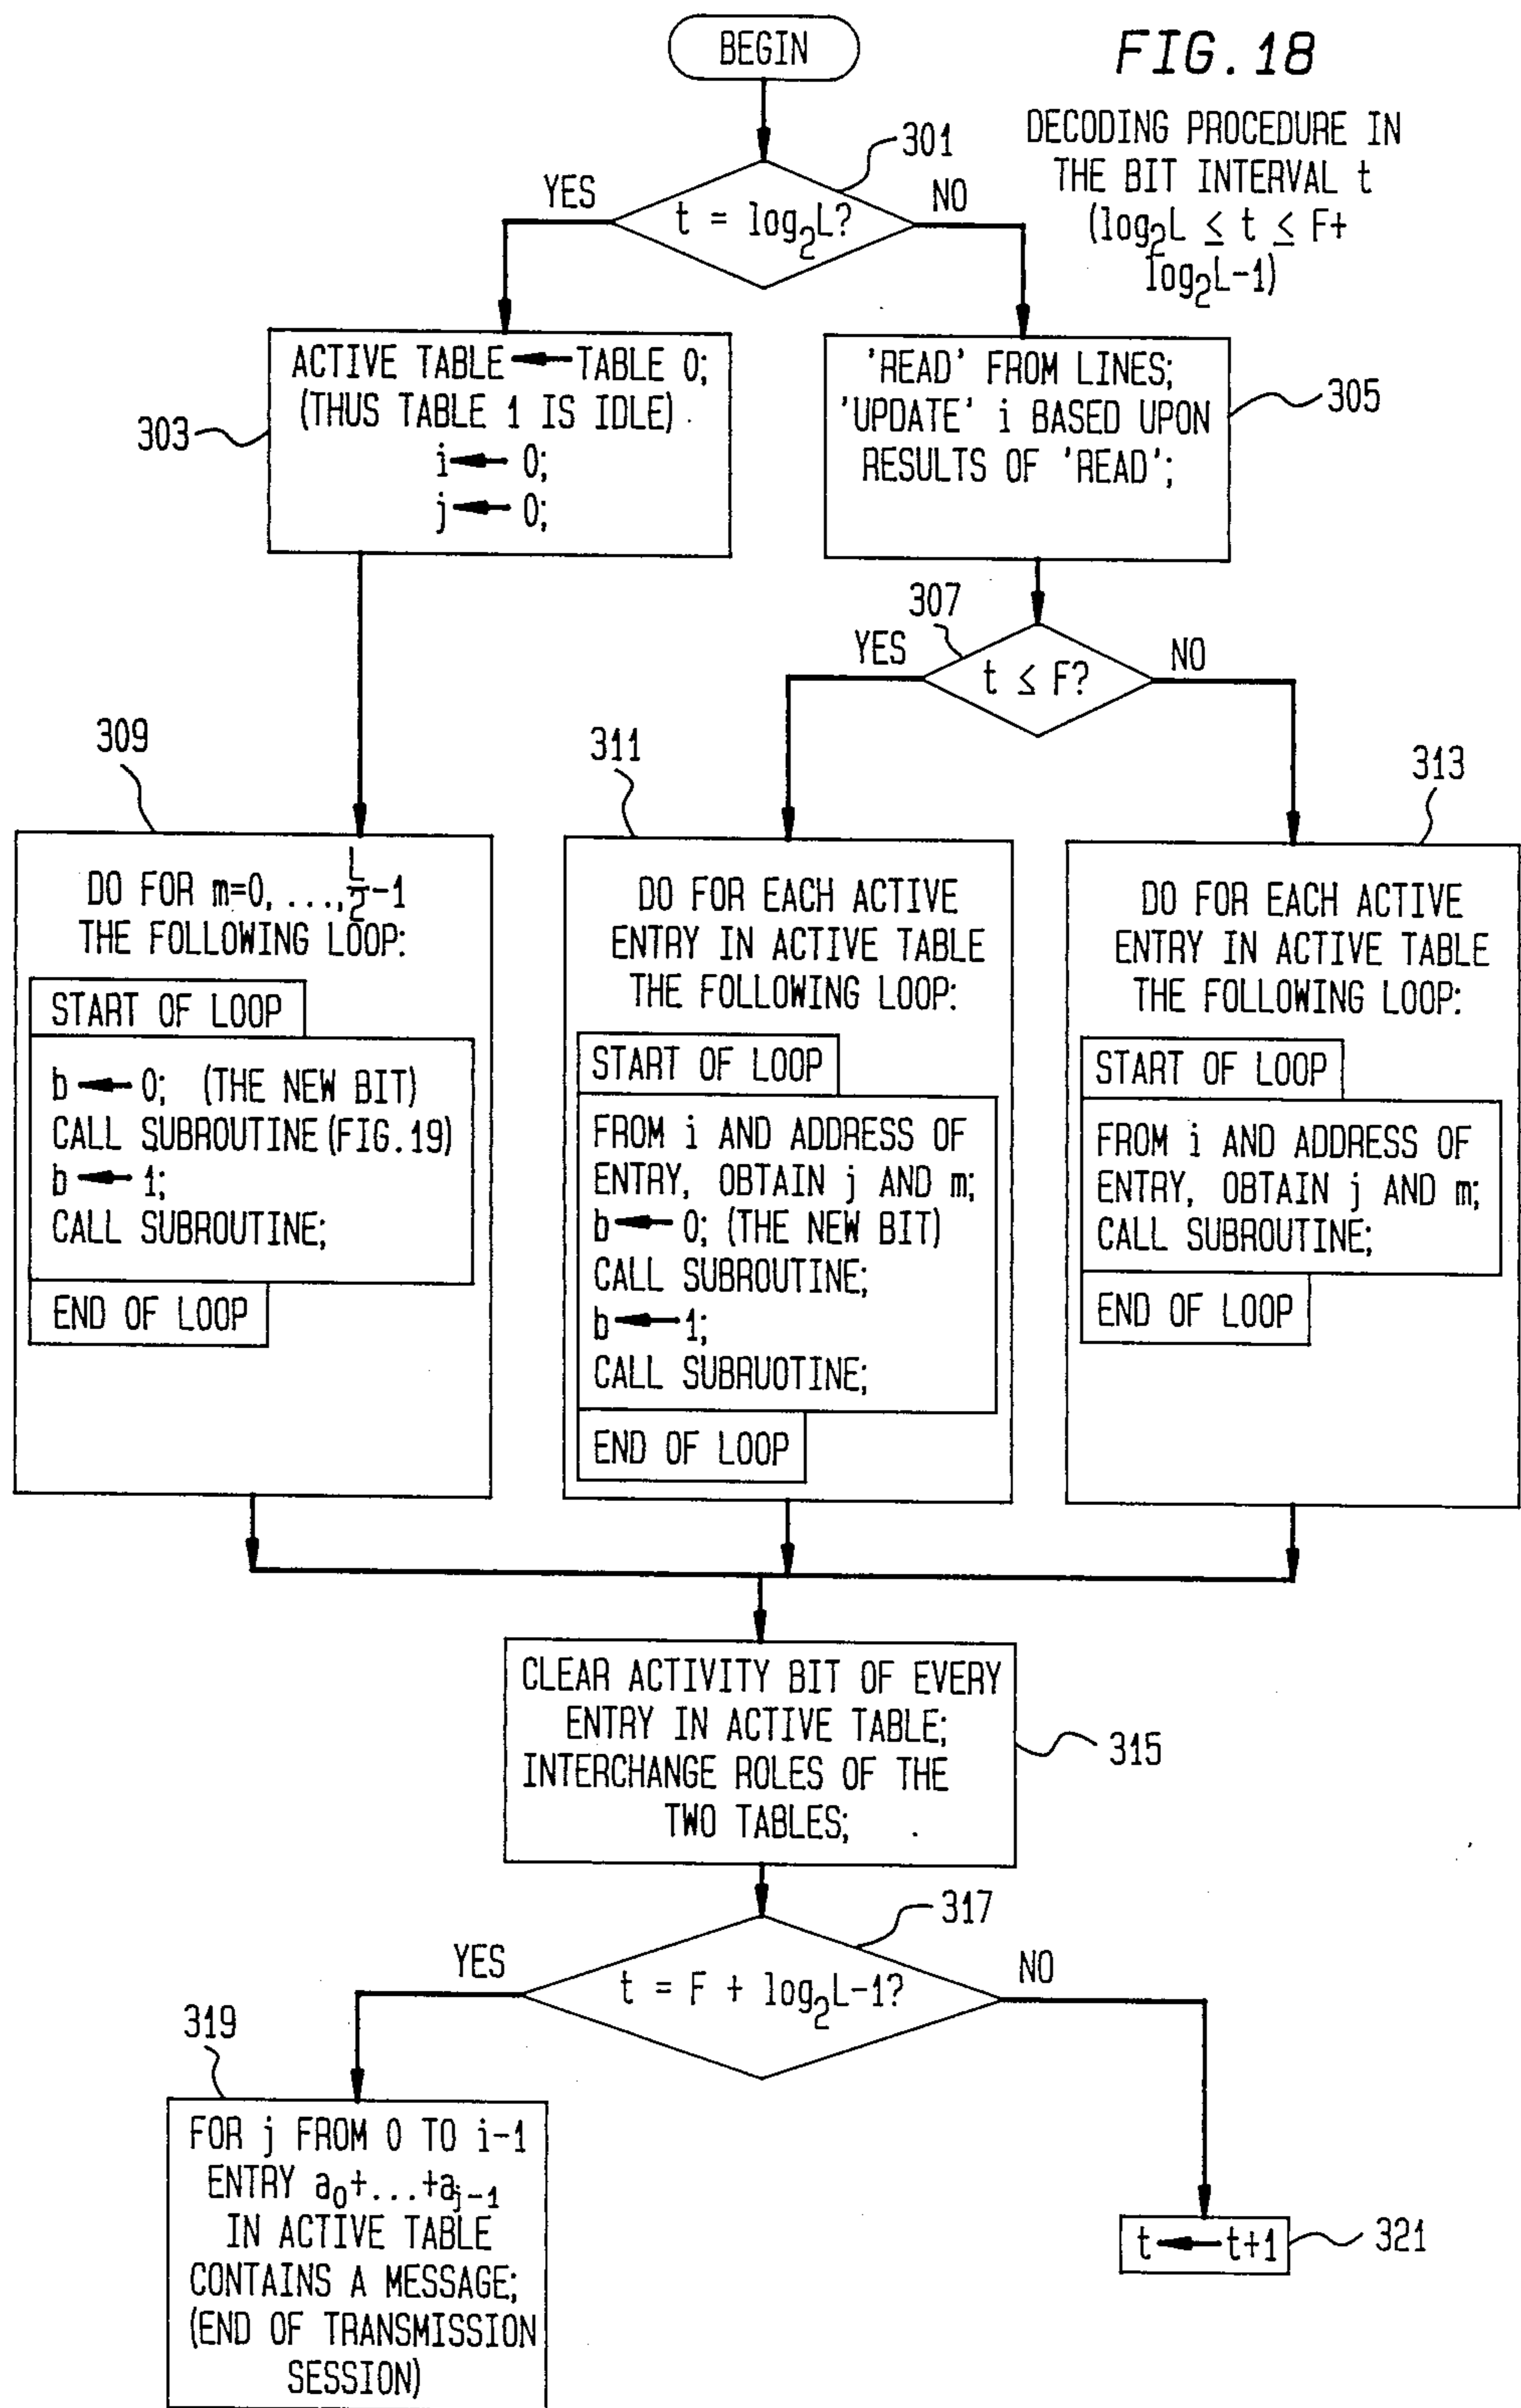 BEGIN
FIG. 18
DECODING PROCEDURE IN
THE BIT INTERVAL t
(log₂L ≤ t ≤ F+
log₂L-1)
301
YES
t = log₂L?
NO
ACTIVE TABLE ← TABLE 0;
(THUS TABLE 1 IS IDLE)
i ← 0;
j ← 0;
303
'READ' FROM LINES;
'UPDATE' i BASED UPON
RESULTS OF 'READ';
305
307
YES
t ≤ F?
NO
309
DO FOR m=0, ...,L/2-1
THE FOLLOWING LOOP:
START OF LOOP
b ← 0; (THE NEW BIT)
CALL SUBROUTINE (FIG.19)
b ← 1;
CALL SUBROUTINE;
END OF LOOP
311
DO FOR EACH ACTIVE
ENTRY IN ACTIVE TABLE
THE FOLLOWING LOOP:
START OF LOOP
FROM i AND ADDRESS OF
ENTRY, OBTAIN j AND m;
b ← 0; (THE NEW BIT)
CALL SUBROUTINE;
b ← 1;
CALL SUBRUOTINE;
END OF LOOP
313
DO FOR EACH ACTIVE
ENTRY IN ACTIVE TABLE
THE FOLLOWING LOOP:
START OF LOOP
FROM i AND ADDRESS OF
ENTRY, OBTAIN j AND m;
CALL SUBROUTINE;
END OF LOOP
CLEAR ACTIVITY BIT OF EVERY
ENTRY IN ACTIVE TABLE;
INTERCHANGE ROLES OF THE
TWO TABLES;
315
317
YES
t = F + log₂L-1?
NO
319
FOR j FROM 0 TO i-1
ENTRY a₀+...+aⱼ₋₁
IN ACTIVE TABLE
CONTAINS A MESSAGE;
(END OF TRANSMISSION
SESSION)
t ← t+1
321